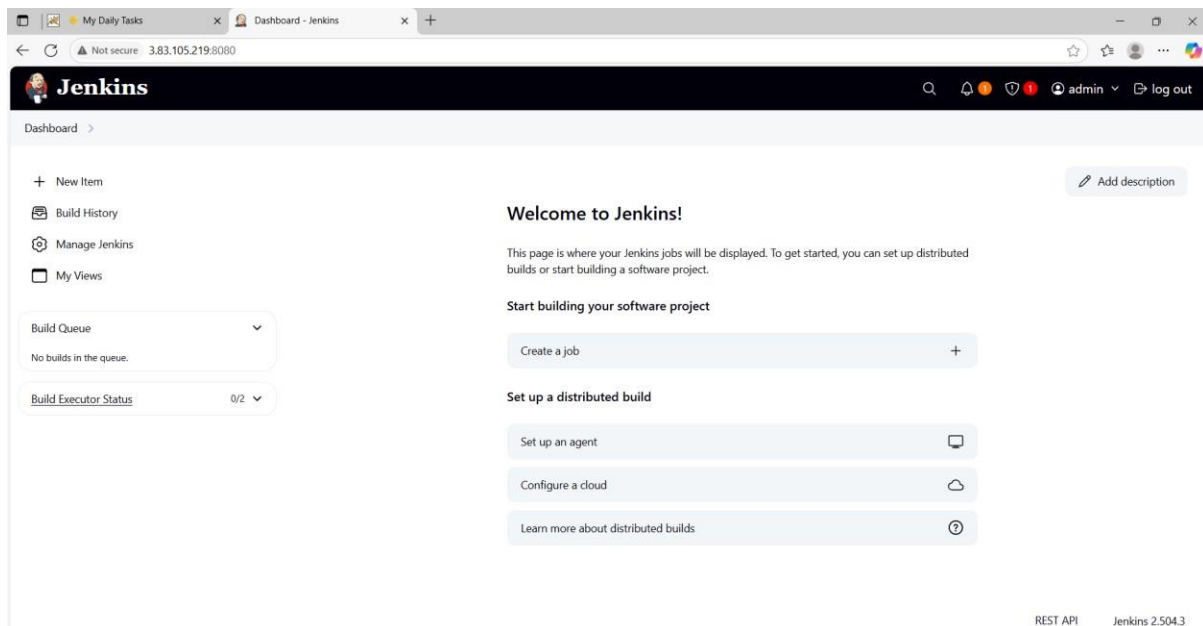 My Daily Tasks
Dashboard - Jenkins
Not secure 3.83.105.219:8080
Jenkins
1 1 admin log out
Dashboard >
New Item
Add description
Build History
Manage Jenkins
My Views
Welcome to Jenkins!
This page is where your Jenkins jobs will be displayed. To get started, you can set up distributed
builds or start building a software project.
Start building your software project
Build Queue
No builds in the queue.
Create a job
Build Executor Status 0/2
Set up a distributed build
Set up an agent
Configure a cloud
Learn more about distributed builds
REST API Jenkins 2.504.3